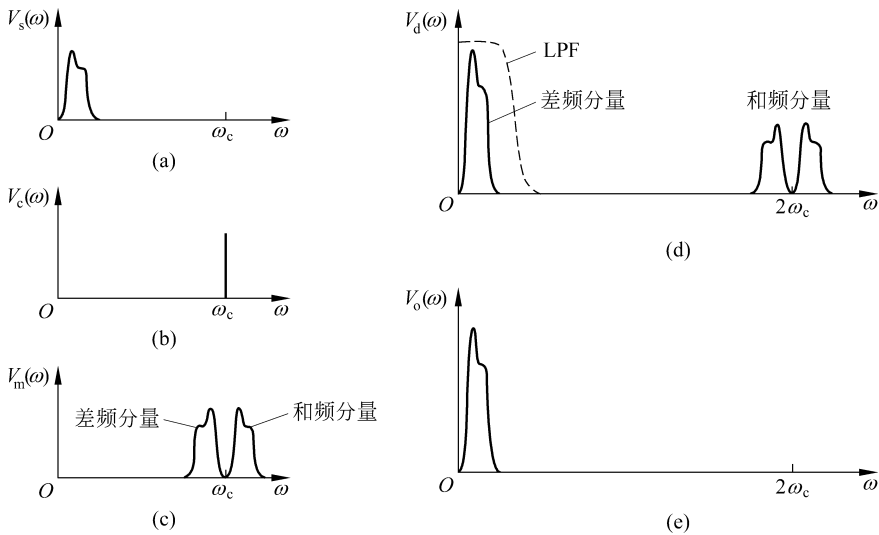 Vs(ω)
O
ωc
ω
(a)
Vc(ω)
O
ωc
ω
(b)
Vm(ω)
差频分量
和频分量
O
ωc
ω
(c)
Vd(ω)
LPF
差频分量
和频分量
O
2ωc
ω
(d)
Vo(ω)
O
2ωc
ω
(e)